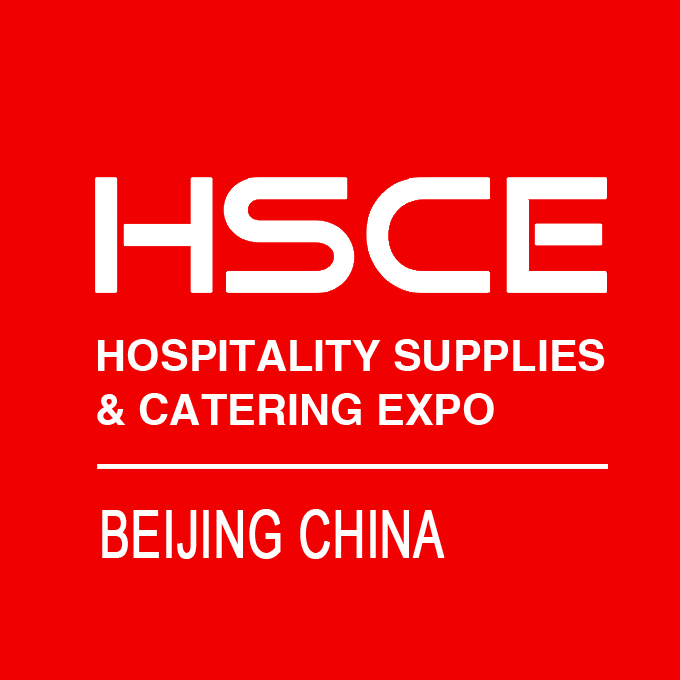 HSCE
HOSPITALITY SUPPLIES
& CATERING EXPO
BEIJING CHINA